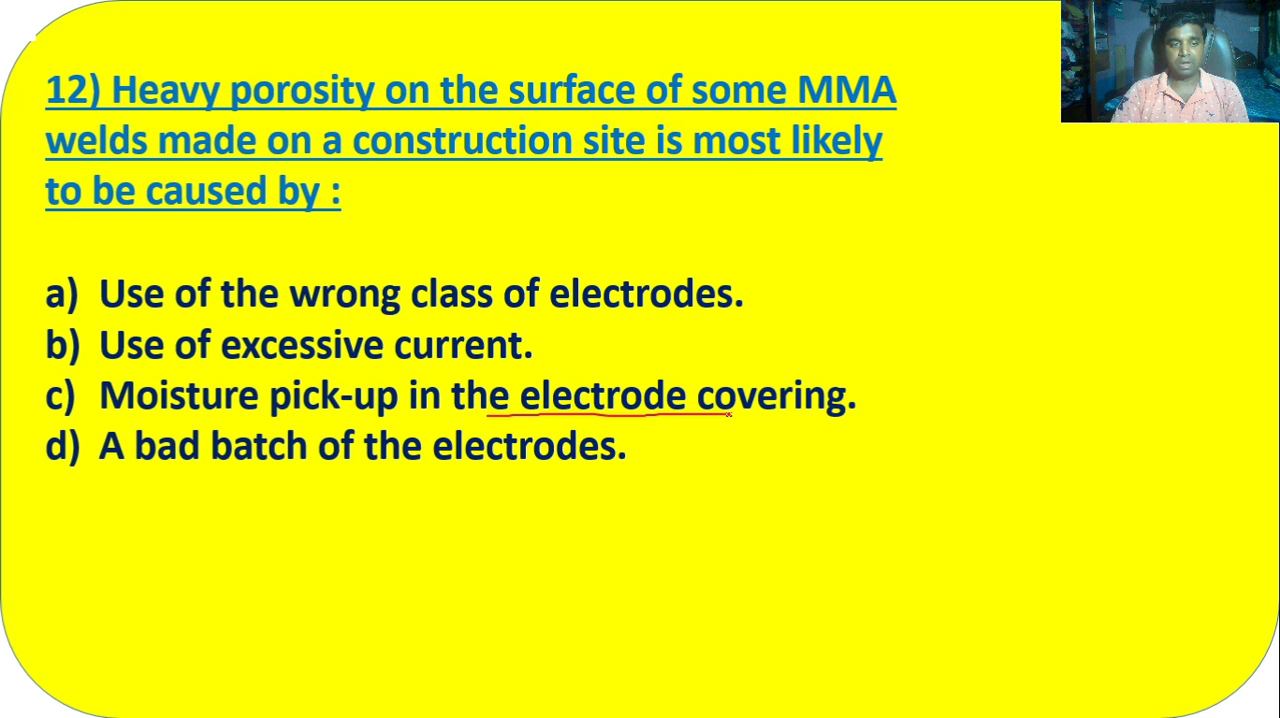 12) Heavy porosity on the surface of some MMA
welds made on a construction site is most likely
to be caused by :
a) Use of the wrong class of electrodes.
b) Use of excessive current.
c) Moisture pick-up in the electrode covering.
d) A bad batch of the electrodes.